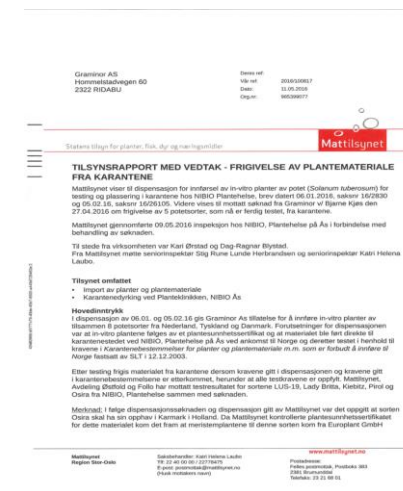 Graminor AS
Hommelstadvegen 60
2322 RIDABU
Deres ref:
Vår ref: 2016/100817
Dato: 11.05.2016
Org.nr: 985399077
Statens tilsyn for planter, fisk, dyr og næringsmidler
Mattilsynet
TILSYNSRAPPORT MED VEDTAK - FRIGIVELSE AV PLANTEMATERIALE
FRA KARANTENE
Mattilsynet viser til dispensasjon for innførsel av in-vitro planter av potet (Solanum tuberosum) for
testing og plassering i karantene hos NIBIO Plantehelse, brev datert 06.01.2016, saksnr 16/2830
og 05.02.16, saksnr 16/26105. Videre vises til mottatt søknad fra Graminor v/ Bjarne Kjøs den
27.04.2016 om frigivelse av 5 potetsorter, som nå er ferdig testet, fra karantene.
Mattilsynet gjennomførte 09.05.2016 inspeksjon hos NIBIO, Plantehelse på Ås i forbindelse med
behandling av søknaden.
Til stede fra virksomheten var Kari Ørstad og Dag-Ragnar Blystad.
Fra Mattilsynet møtte seniorinspektør Stig Rune Lunde Herbrandsen og seniorinspektør Katri Helena
Laubo.
Tilsynet omfattet
• Import av planter og plantemateriale
• Karantenedyrking ved Planteklinikken, NIBIO Ås
Hovedinntrykk
I dispensasjon av 06.01. og 05.02.16 gis Graminor As tillatelse for å innføre in-vitro planter av
tilsammen 8 potetsorter fra Nederland, Tyskland og Danmark. Forutsetninger for dispensasjonen
var at in-vitro plantene følges av et plantesunnhetssertifikat og at materialet ble ført direkte til
karantenestedet ved NIBIO, Plantehelse på Ås ved ankomst til Norge og deretter testet i henhold til
kravene i Karantenebestemmelser for planter og plantemateriale m.m. som er forbudt å innføre til
Norge fastsatt av SLT i 12.12.2003.
Etter testing frigis materialet fra karantene dersom kravene gitt i dispensasjonen og kravene gitt
i karantenebestemmelsene er etterkommet, herunder at alle testkravene er oppfylt. Mattilsynet,
Avdeling Østfold og Follo har mottatt testresultatet for sortene LUS-19, Lady Britta, Kiebitz, Pirol og
Osira fra NIBIO, Plantehelse sammen med søknaden.
Merknad: I følge dispensasjonssøknaden og dispensasjon gitt av Mattilsynet var det oppgitt at sorten
Osira skal ha sin opphav i Karmark i Holland. Da Mattilsynet kontrollerte plantesunnhetssertifikatet
for dette materialet kom det fram at meristemplantene til denne sorten kom fra Europlant GmbH
www.mattilsynet.no
Mattilsynet
Region Stor-Oslo
Saksbehandler: Katri Helena Laubo
Tlf: 22 40 00 00 / 22778475
E-post: postmottak@mattilsynet.no
(Husk mottakers navn)
Postadresse:
Felles postmottak, Postboks 383
2381 Brumunddal
Telefaks: 23 21 68 01